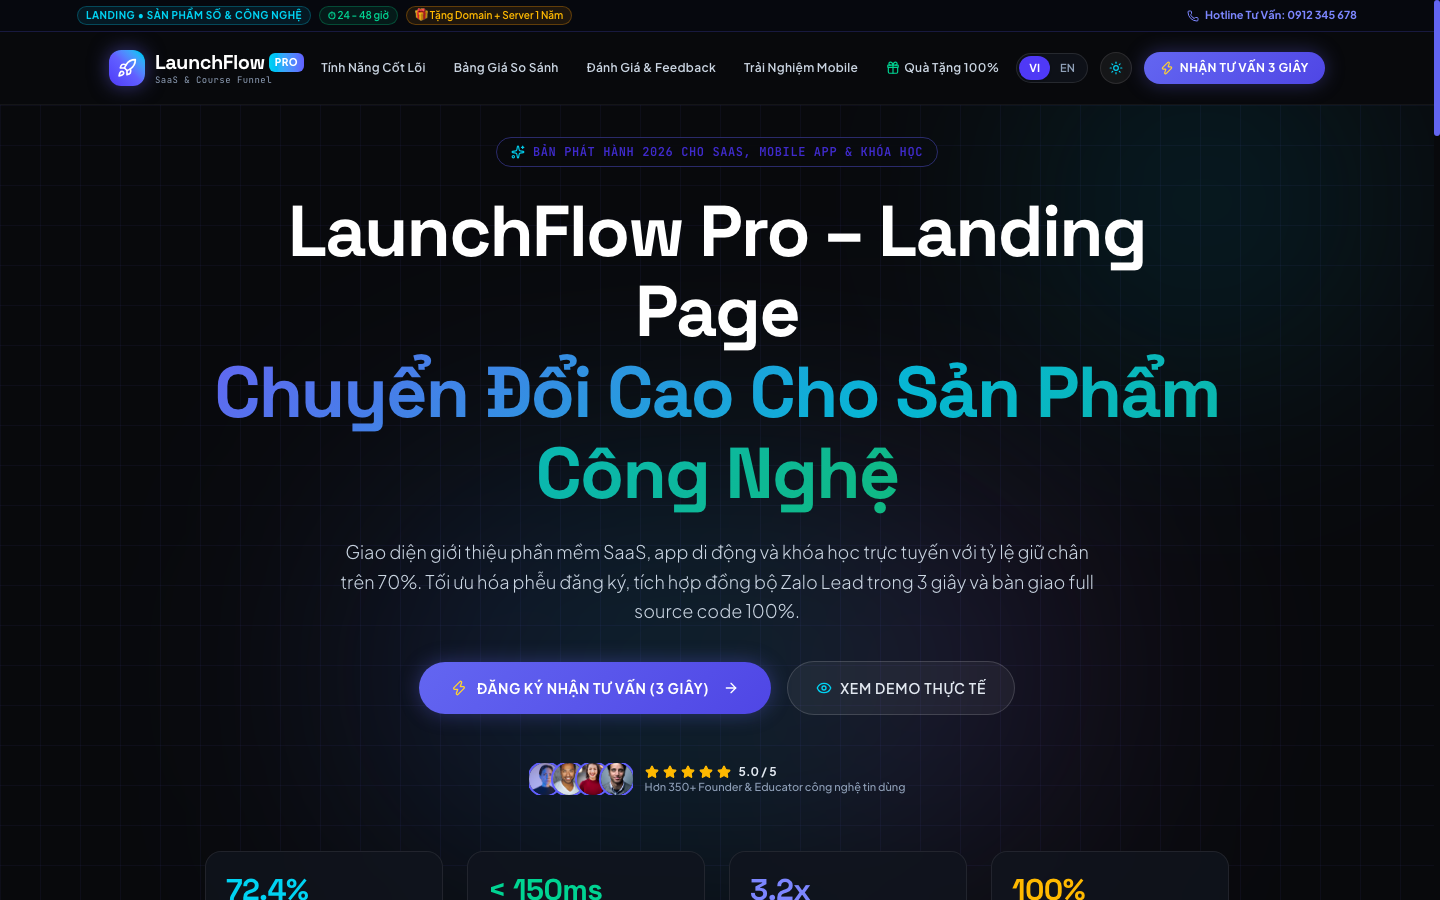 LANDING • SẢN PHẨM SỐ & CÔNG NGHỆ
24 - 48 giờ
Tặng Domain + Server 1 Năm
Hotline Tư Vấn: 0912 345 678
LaunchFlow PRO
SaaS & Course Funnel
Tính Năng Cốt Lõi
Bảng Giá So Sánh
Đánh Giá & Feedback
Trải Nghiệm Mobile
Quà Tặng 100%
VI
EN
NHẬN TƯ VẤN 3 GIÂY
BẢN PHÁT HÀNH 2026 CHO SAAS, MOBILE APP & KHÓA HỌC
LaunchFlow Pro – Landing
Page
Chuyển Đổi Cao Cho Sản Phẩm
Công Nghệ
Giao diện giới thiệu phần mềm SaaS, app di động và khóa học trực tuyến với tỷ lệ giữ chân
trên 70%. Tối ưu hóa phễu đăng ký, tích hợp đồng bộ Zalo Lead trong 3 giây và bàn giao full
source code 100%.
ĐĂNG KÝ NHẬN TƯ VẤN (3 GIÂY)
XEM DEMO THỰC TẾ
5.0 / 5
Hơn 350+ Founder & Educator công nghệ tin dùng
72.4%
< 150ms
3.2x
100%